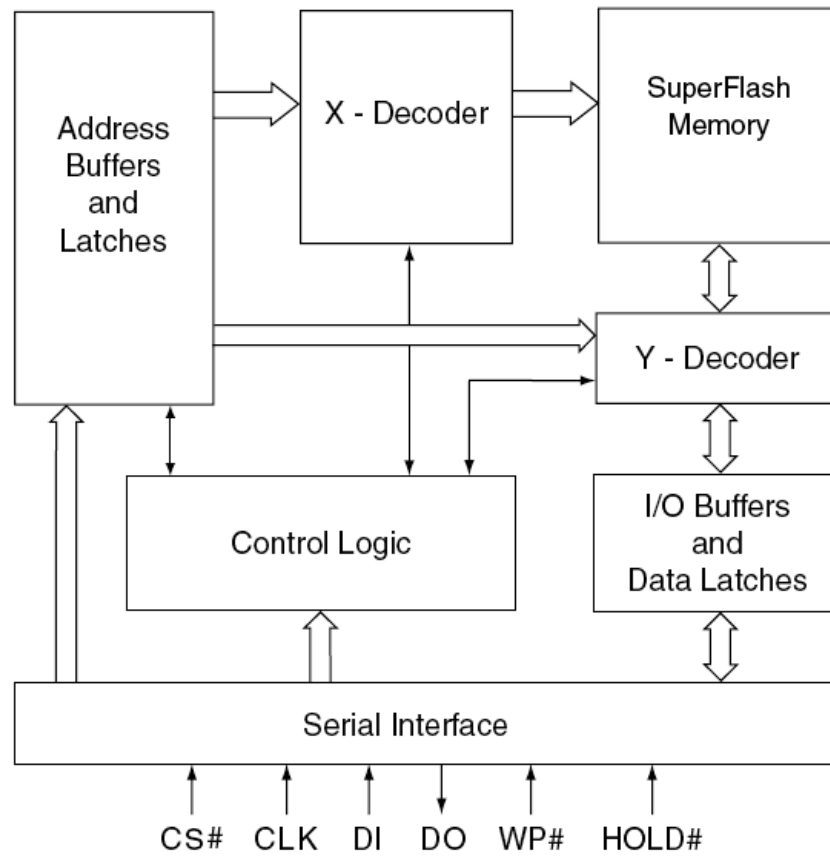 Address
Buffers
and
Latches
X - Decoder
SuperFlash
Memory
Y - Decoder
Control Logic
I/O Buffers
and
Data Latches
Serial Interface
CS# CLK DI DO WP# HOLD#